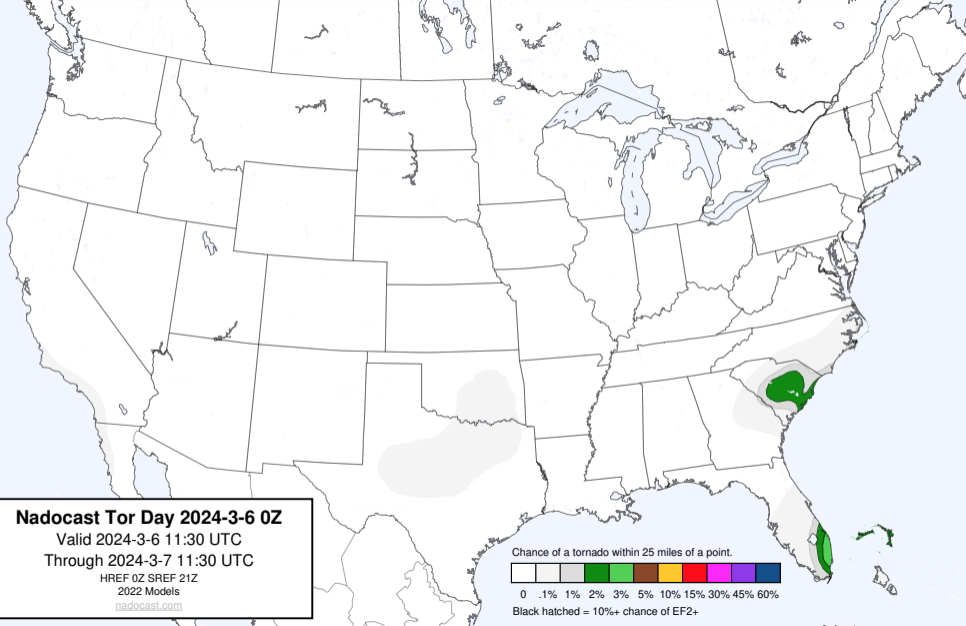 Nadocast Tor Day 2024-3-6 0Z
Valid 2024-3-6 11:30 UTC
Through 2024-3-7 11:30 UTC
HREF 0Z SREF 21Z
2022 Models
nadocast.com
Chance of a tornado within 25 miles of a point.
0 .1% 1% 2% 3% 5% 10% 15% 30% 45% 60%
Black hatched = 10%+ chance of EF2+